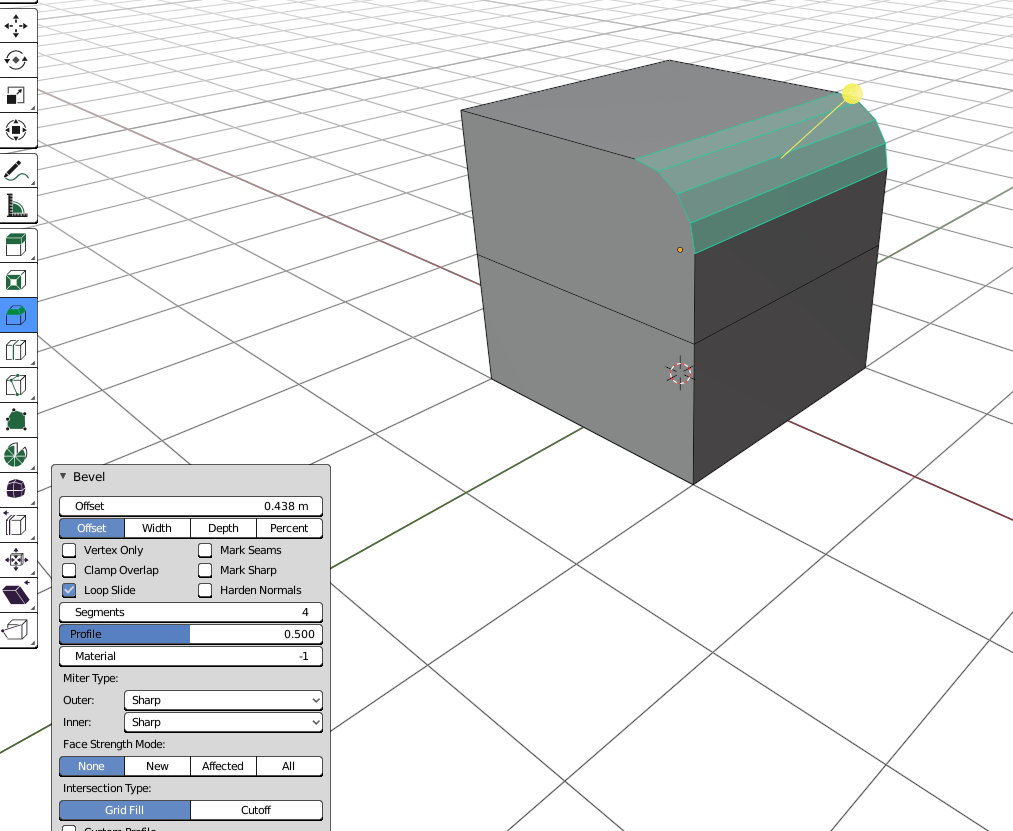 Bevel
Offset 0.438 m
Offset Width Depth Percent
Vertex Only Mark Seams
Clamp Overlap Mark Sharp
Loop Slide Harden Normals
Segments 4
Profile 0.500
Material -1
Miter Type:
Outer: Sharp
Inner: Sharp
Face Strength Mode:
None New Affected All
Intersection Type:
Grid Fill Cutoff
Custom Profile